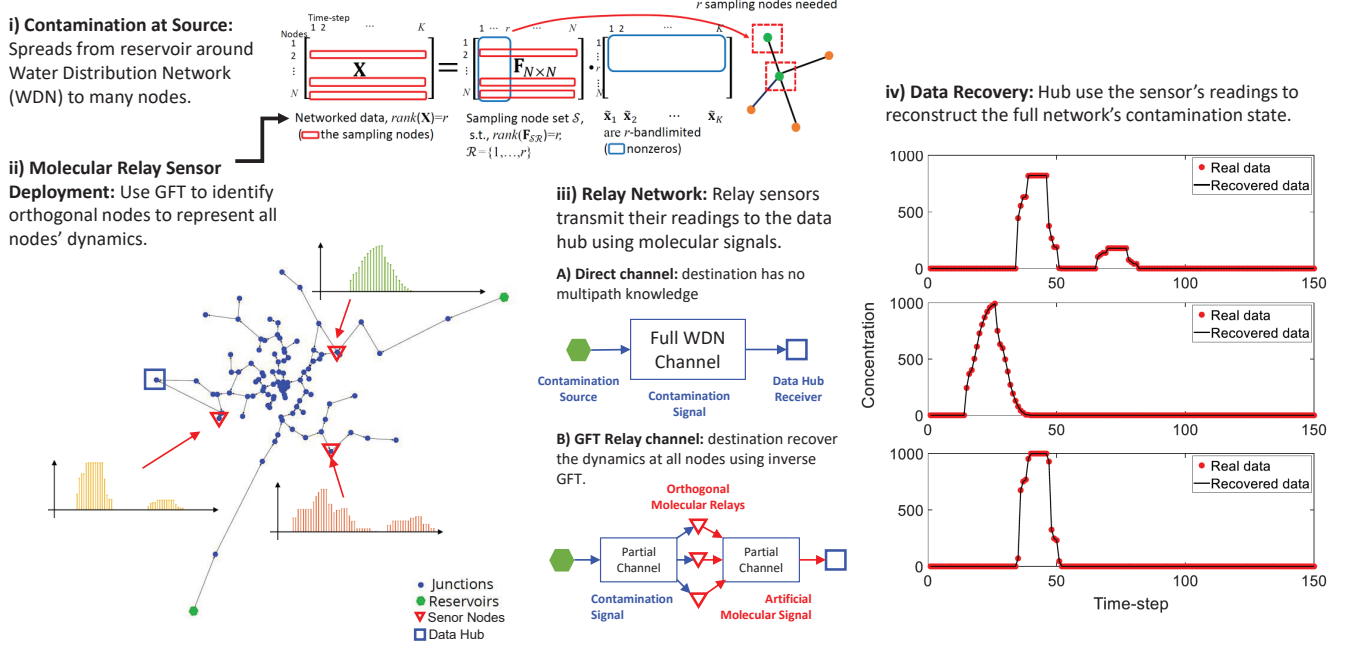 r sampling nodes needed
i) Contamination at Source:
Spreads from reservoir around
Water Distribution Network
(WDN) to many nodes.
Time-step
Nodes 1 2 ⋯ K
1
2
⋮
N
X
=
1 ⋯ r ⋯ N
1
2
⋮
N
F_{N×N}
·
1 2 ⋯ K
1
⋮
r
⋮
N
Networked data, rank(X)=r
(the sampling nodes)
Sampling node set 𝒮,
s.t., rank(F_{𝒮ℛ})=r,
ℛ={1,…,r}
x̃₁ x̃₂ ⋯ x̃_K
are r-bandlimited
(nonzeros)
ii) Molecular Relay Sensor
Deployment: Use GFT to identify
orthogonal nodes to represent all
nodes' dynamics.
Junctions
Reservoirs
Senor Nodes
Data Hub
iii) Relay Network: Relay sensors
transmit their readings to the data
hub using molecular signals.
A) Direct channel: destination has no
multipath knowledge
Full WDN
Channel
Contamination
Source
Contamination
Signal
Data Hub
Receiver
B) GFT Relay channel: destination recover
the dynamics at all nodes using inverse
GFT.
Orthogonal
Molecular Relays
Partial
Channel
Partial
Channel
Contamination
Signal
Artificial
Molecular Signal
iv) Data Recovery: Hub use the sensor's readings to
reconstruct the full network's contamination state.
1000
500
0
0 50 100 150
Real data
Recovered data
1000
500
0
0 50 100 150
Real data
Recovered data
Concentration
1000
500
0
0 50 100 150
Real data
Recovered data
Time-step